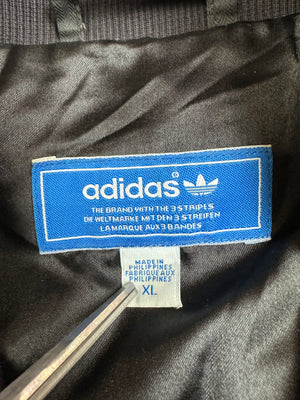 adidas®
THE BRAND WITH THE 3 STRIPES
DIE WELTMARKE MIT DEN 3 STREIFEN
LA MARQUE AUX 3 BANDES
MADE IN
PHILIPPINES
FABRIQUE AUX
PHILIPPINES
XL